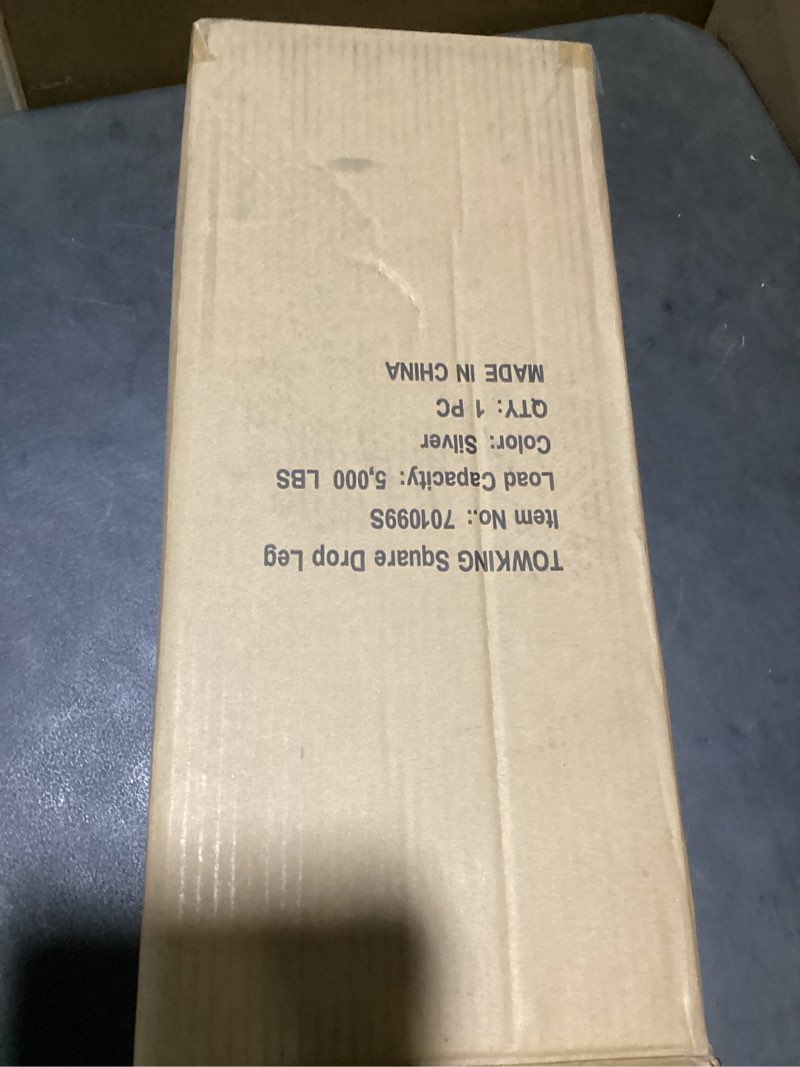 TOWKING Square Drop Leg
Item No.: 701099S
Load Capacity: 5,000 LBS
Color: Silver
QTY: 1 PC
MADE IN CHINA